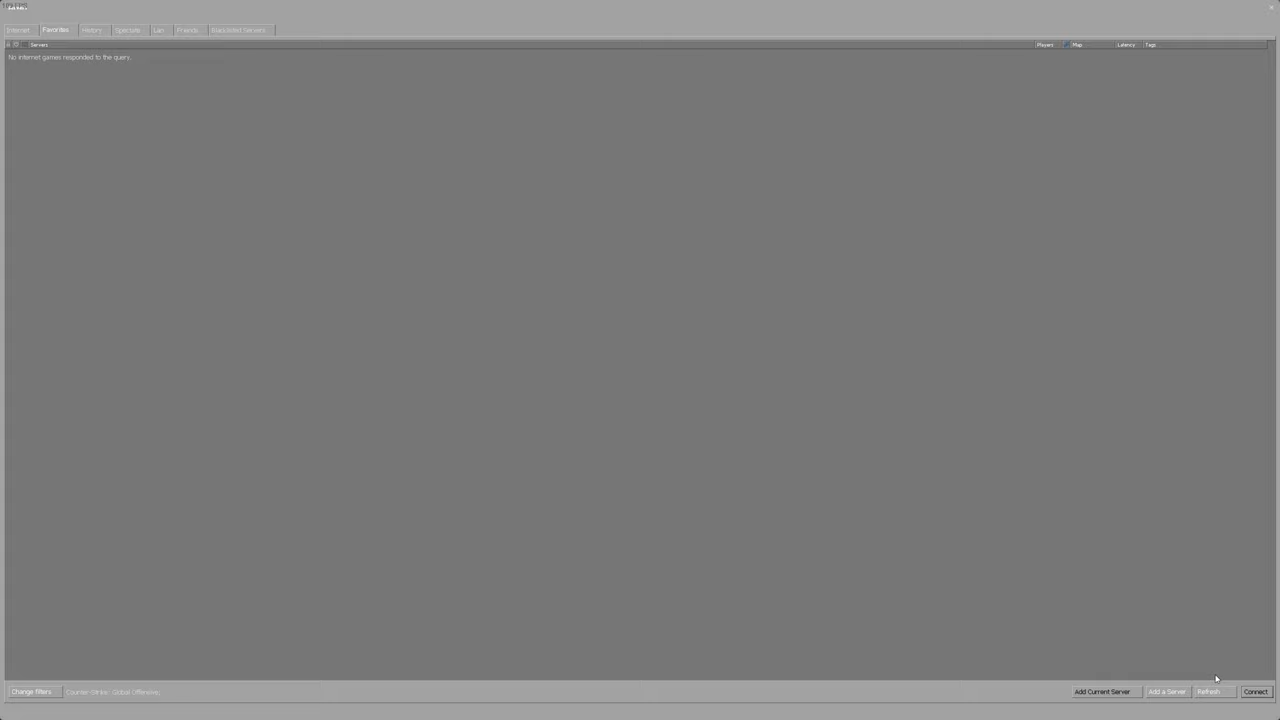 Internet Favorites History Spectate Lan Friends Blacklisted Servers
Servers Players Map Latency Tags
No internet games responded to the query.
Change filters Counter-Strike: Global Offensive; Add Current Server Add a Server Refresh Connect